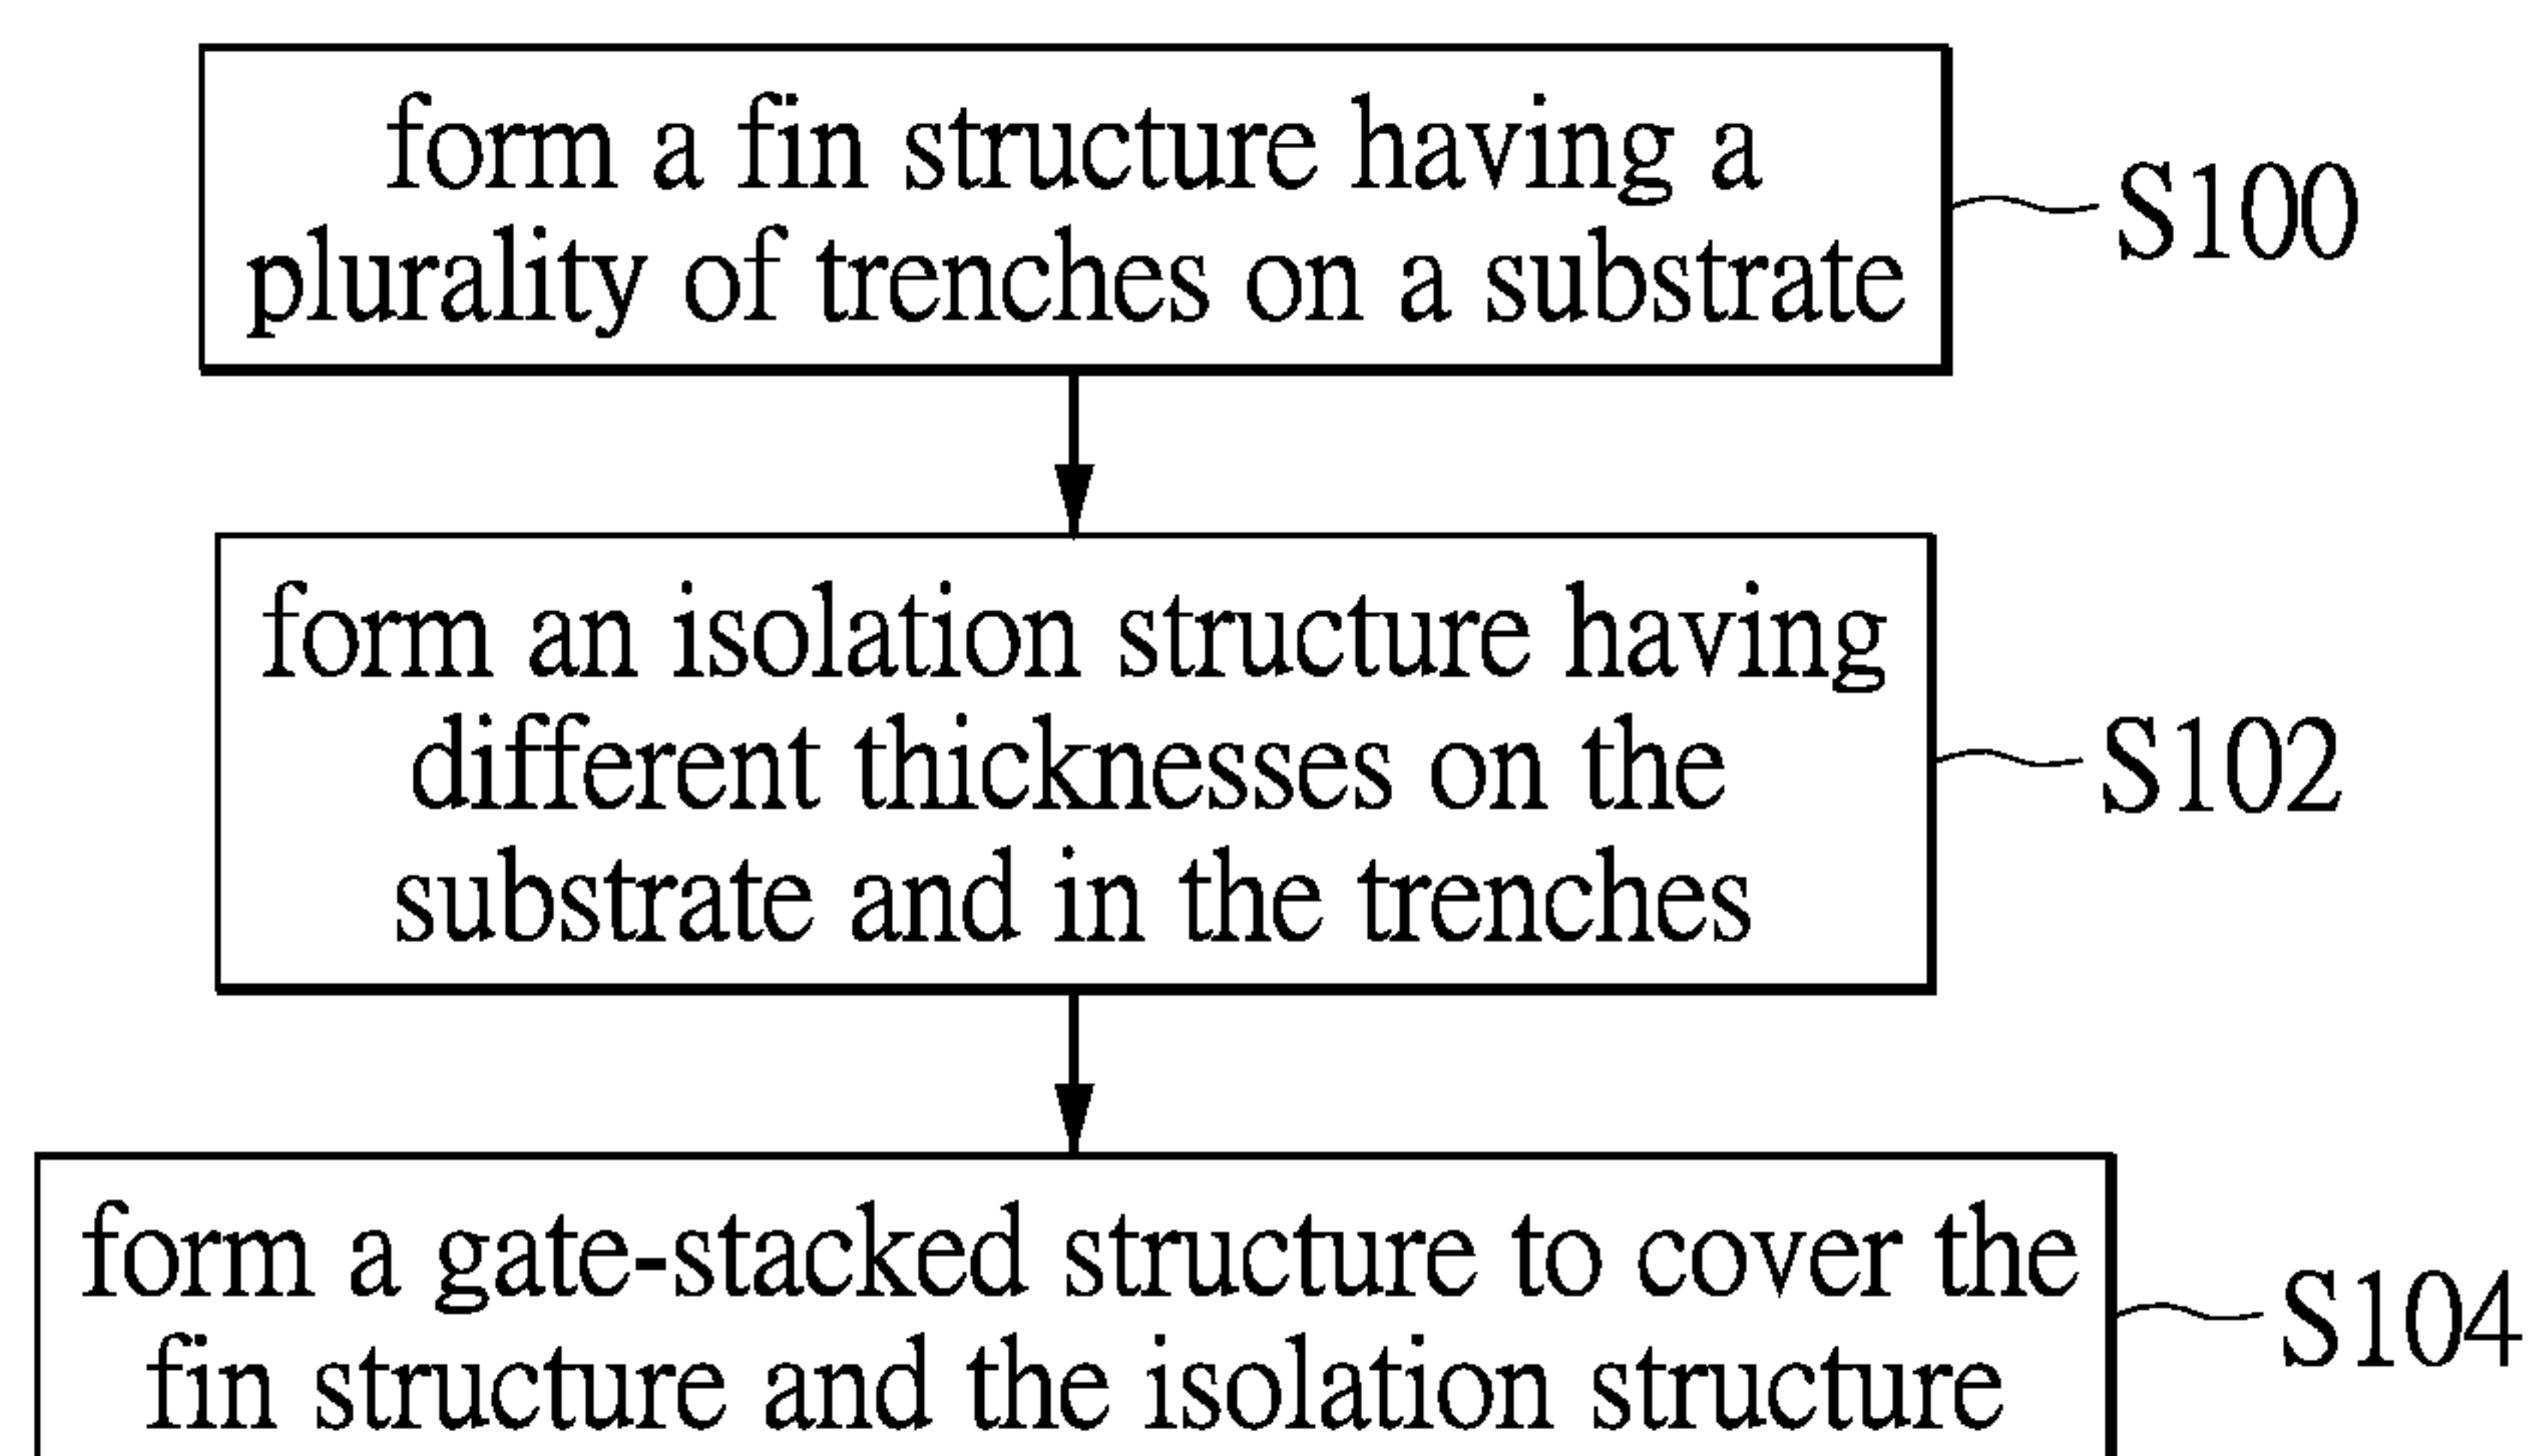 form a fin structure having a
plurality of trenches on a substrate
S100
form an isolation structure having
different thicknesses on the
substrate and in the trenches
S102
form a gate-stacked structure to cover the
fin structure and the isolation structure
S104